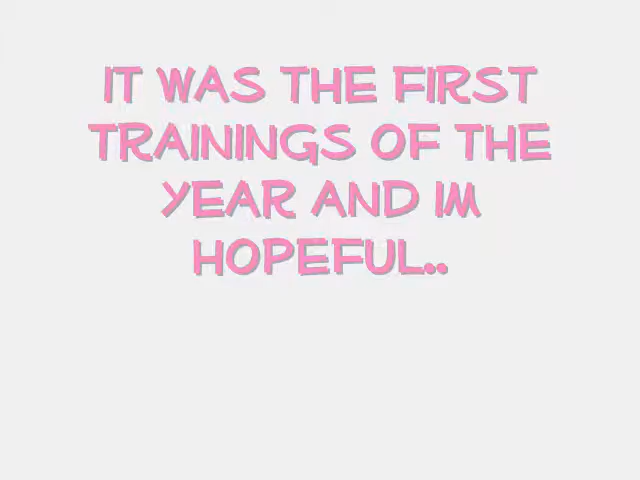 IT WAS THE FIRST
TRAININGS OF THE
YEAR AND IM
HOPEFUL..